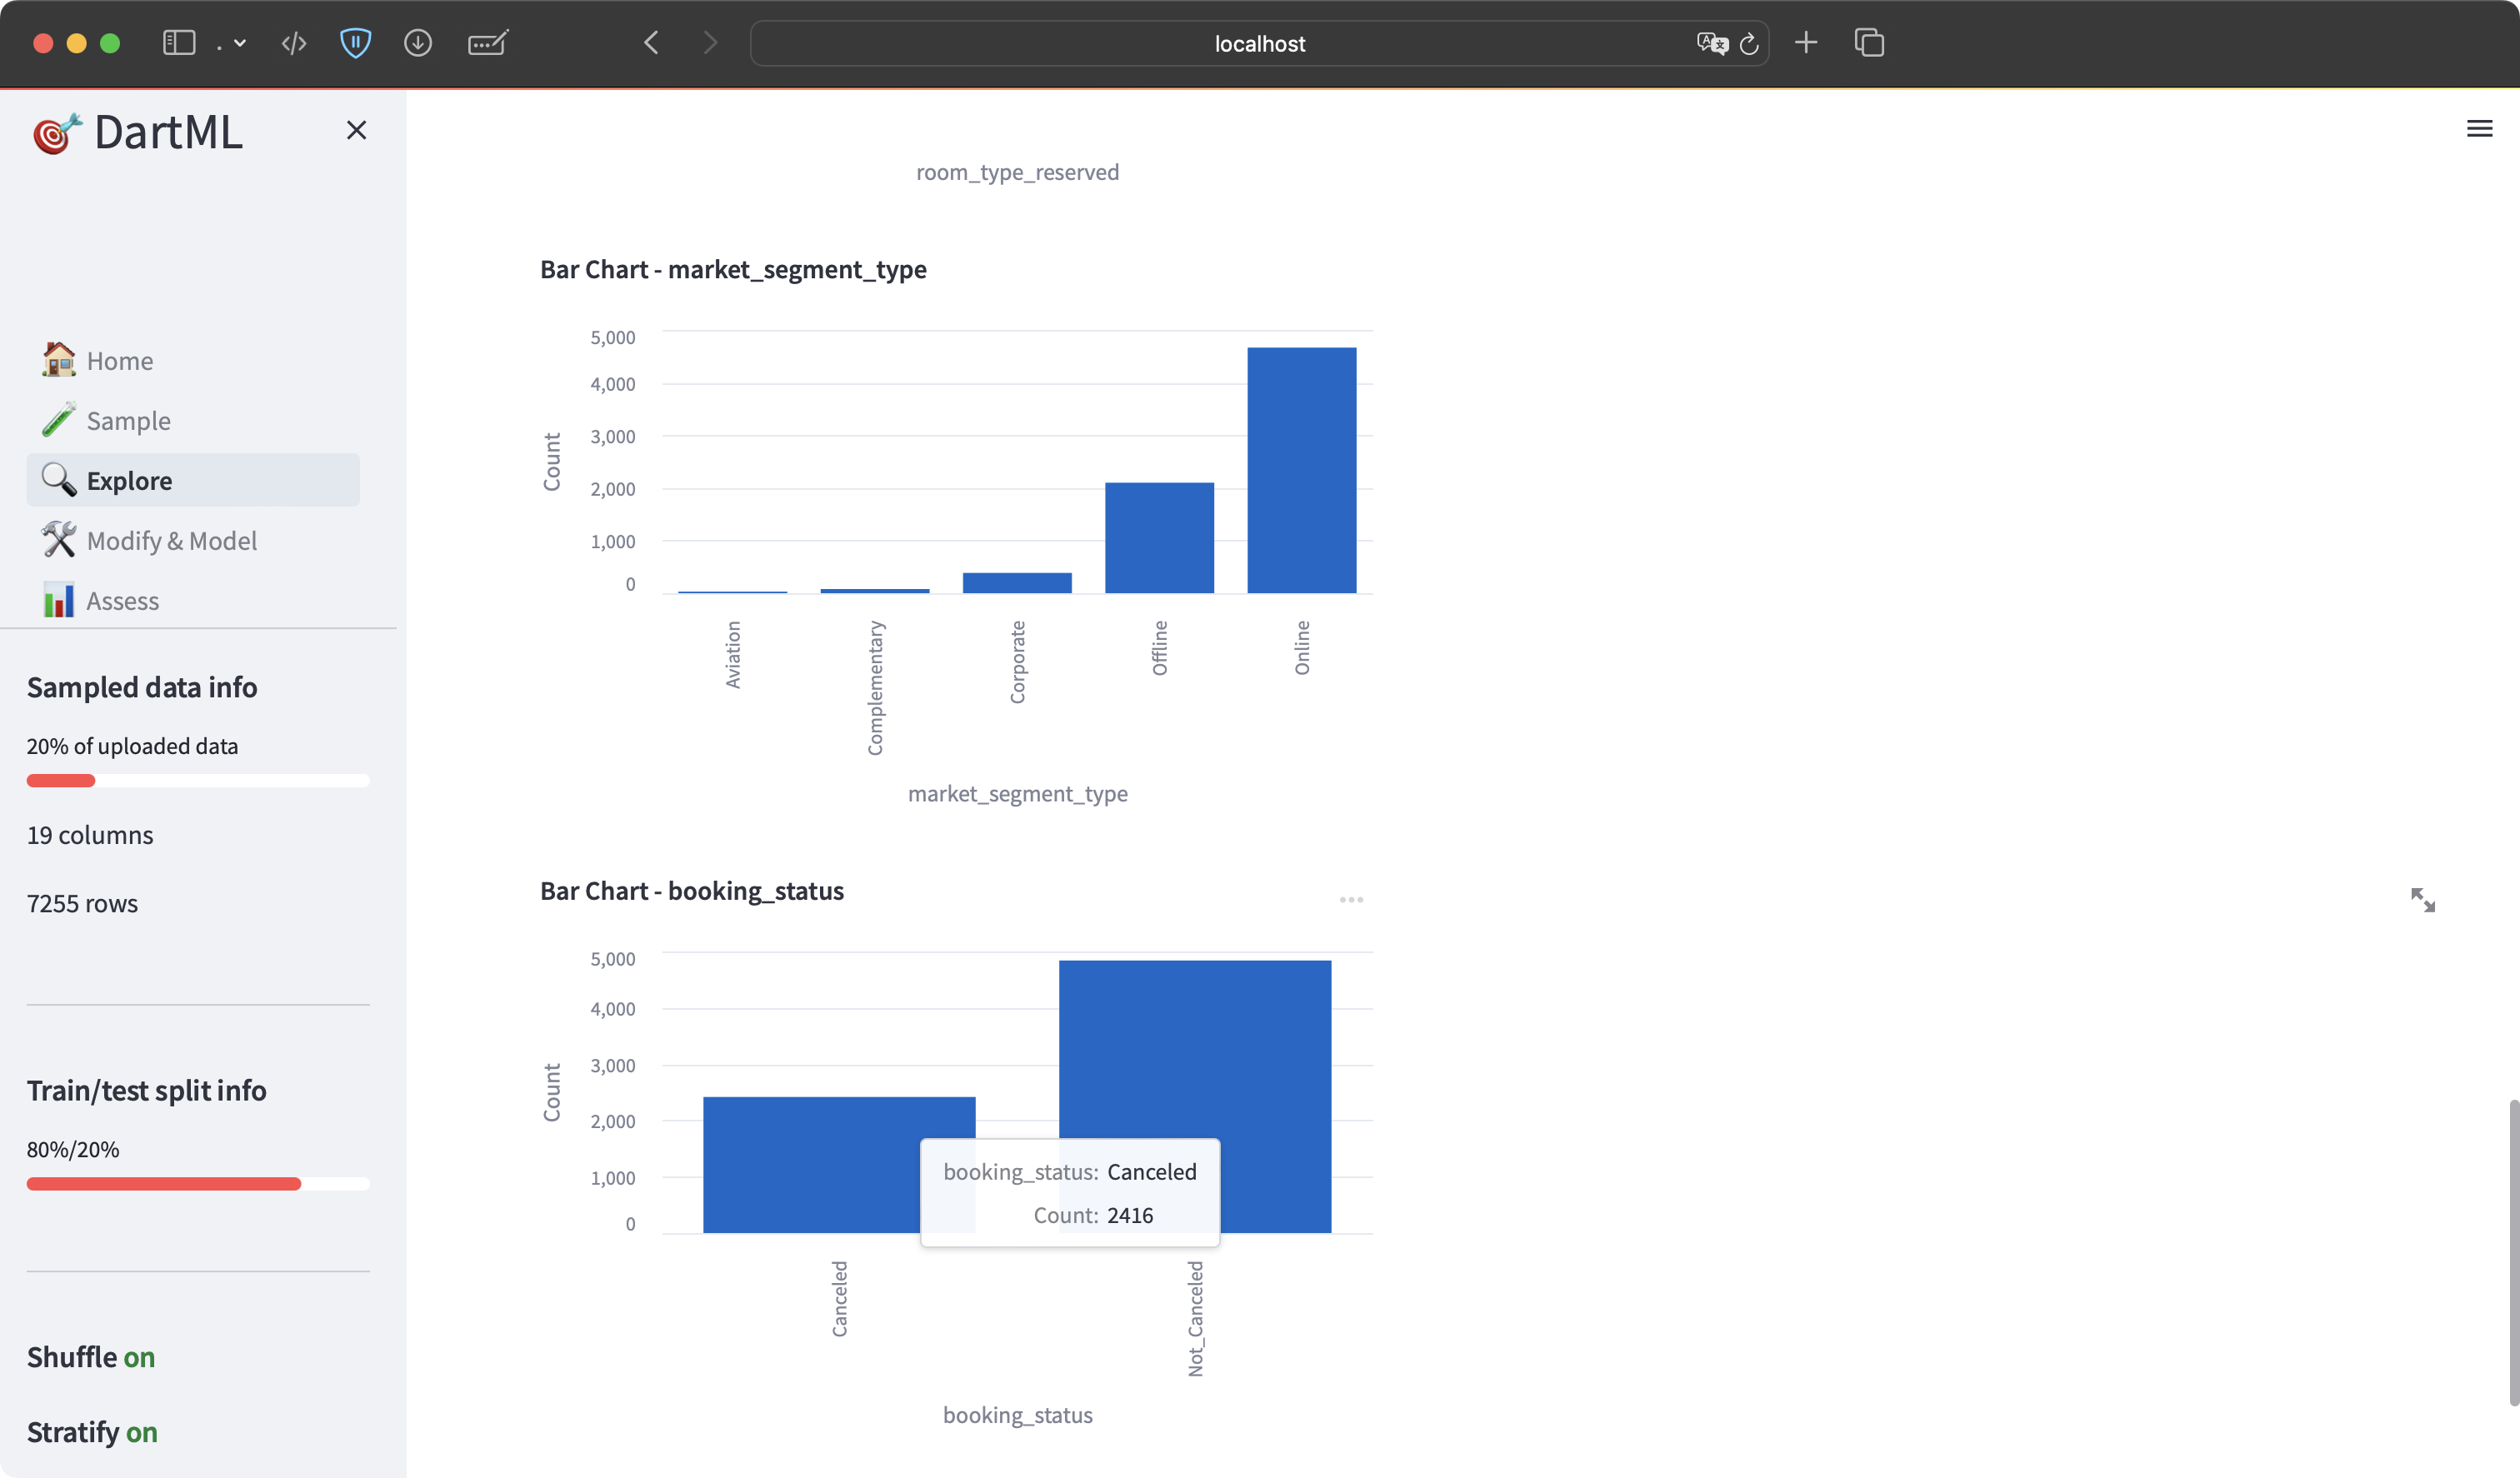 localhost
DartML
Home
Sample
Explore
Modify & Model
Assess
Sampled data info
20% of uploaded data
19 columns
7255 rows
Train/test split info
80%/20%
Shuffle on
Stratify on
room_type_reserved
Bar Chart - market_segment_type
5,000
4,000
3,000
2,000
1,000
0
Count
Aviation
Complementary
Corporate
Offline
Online
market_segment_type
Bar Chart - booking_status
5,000
4,000
3,000
2,000
1,000
0
Count
booking_status: Canceled
Count: 2416
Canceled
Not_Canceled
booking_status